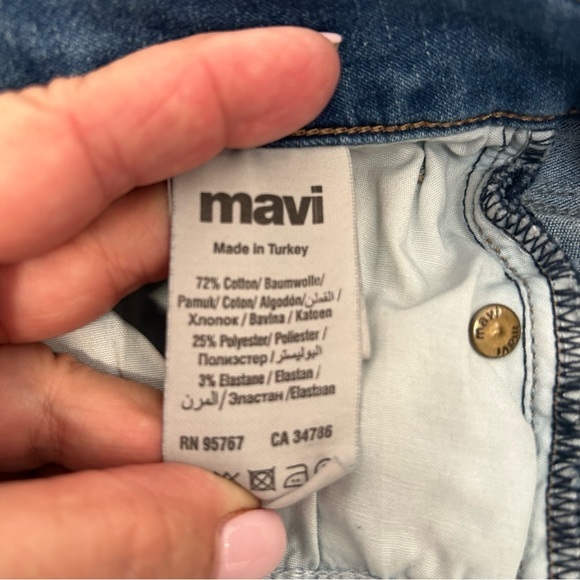 mavi
Made in Turkey
72% Cotton/ Baumwolle/
Pamuk/ Coton/ Algodón/القطن/
Хлопок / Bavlna / Katoen
25% Polyester/ Poliester /
Полиэстер/البوليستر/
3% Elastane / Elastan /
المرن/Эластан /Elastaan
RN 95767 CA 34786
mavi